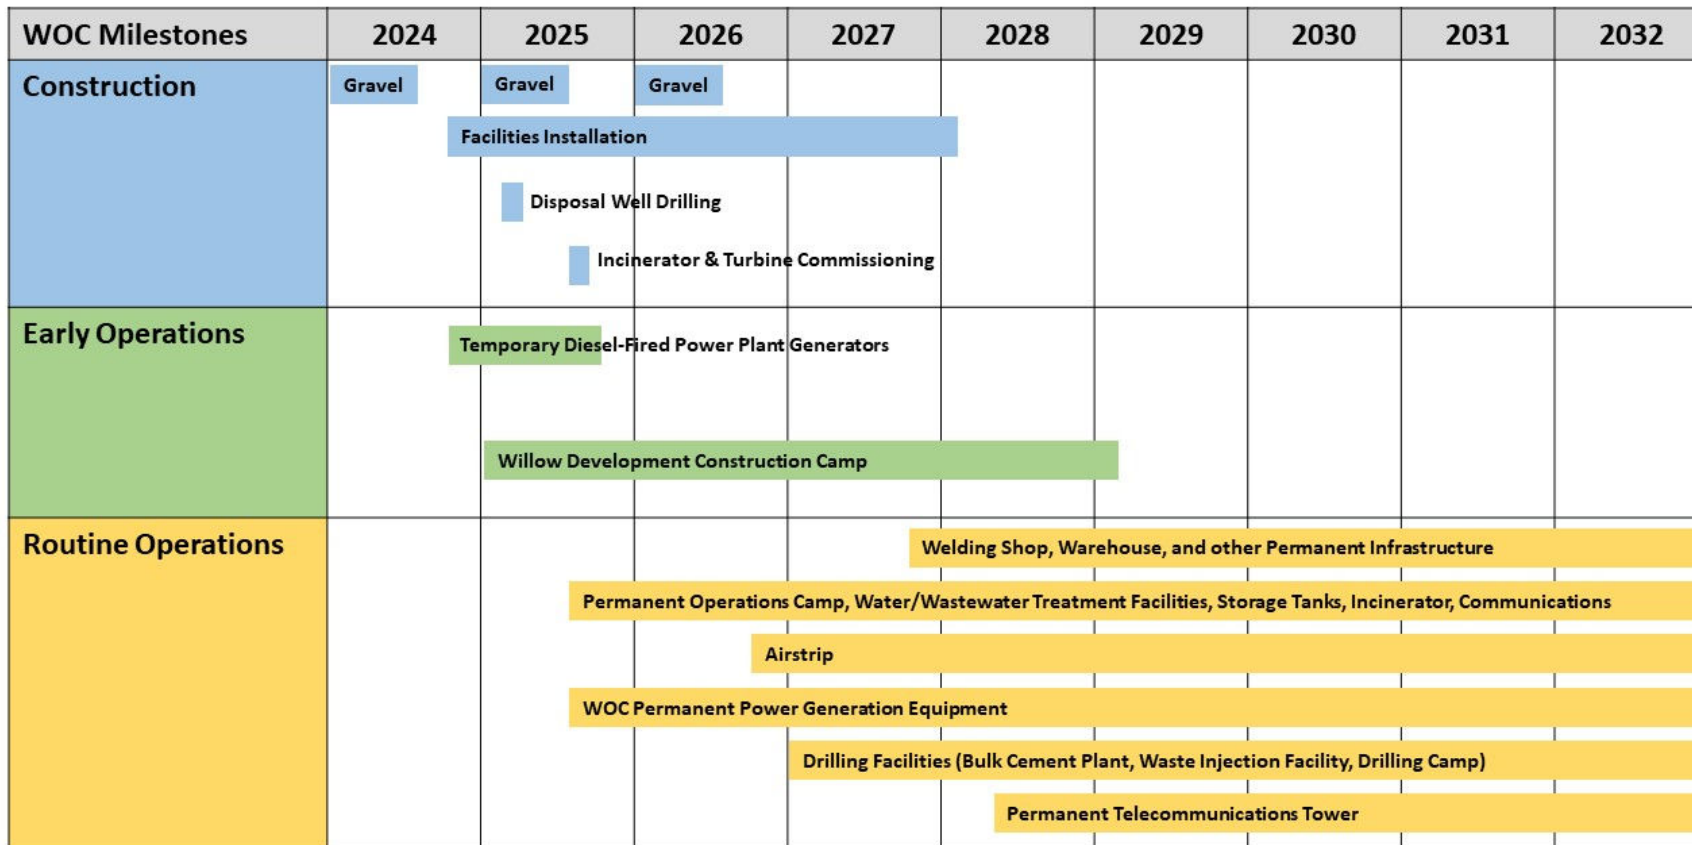 WOC Milestones 2024 2025 2026 2027 2028 2029 2030 2031 2032
Construction
Gravel Gravel Gravel
Facilities Installation
Disposal Well Drilling
Incinerator & Turbine Commissioning
Early Operations
Temporary Diesel-Fired Power Plant Generators
Willow Development Construction Camp
Routine Operations
Welding Shop, Warehouse, and other Permanent Infrastructure
Permanent Operations Camp, Water/Wastewater Treatment Facilities, Storage Tanks, Incinerator, Communications
Airstrip
WOC Permanent Power Generation Equipment
Drilling Facilities (Bulk Cement Plant, Waste Injection Facility, Drilling Camp)
Permanent Telecommunications Tower